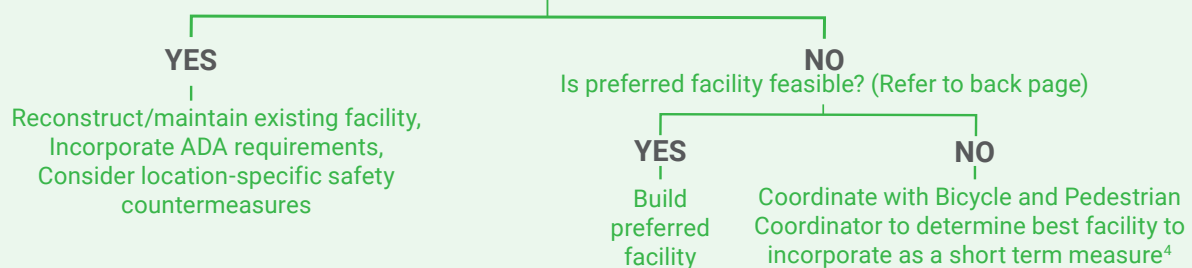 YES
Reconstruct/maintain existing facility,
Incorporate ADA requirements,
Consider location-specific safety
countermeasures
NO
Is preferred facility feasible? (Refer to back page)
YES
Build
preferred
facility
NO
Coordinate with Bicycle and Pedestrian
Coordinator to determine best facility to
incorporate as a short term measure⁴